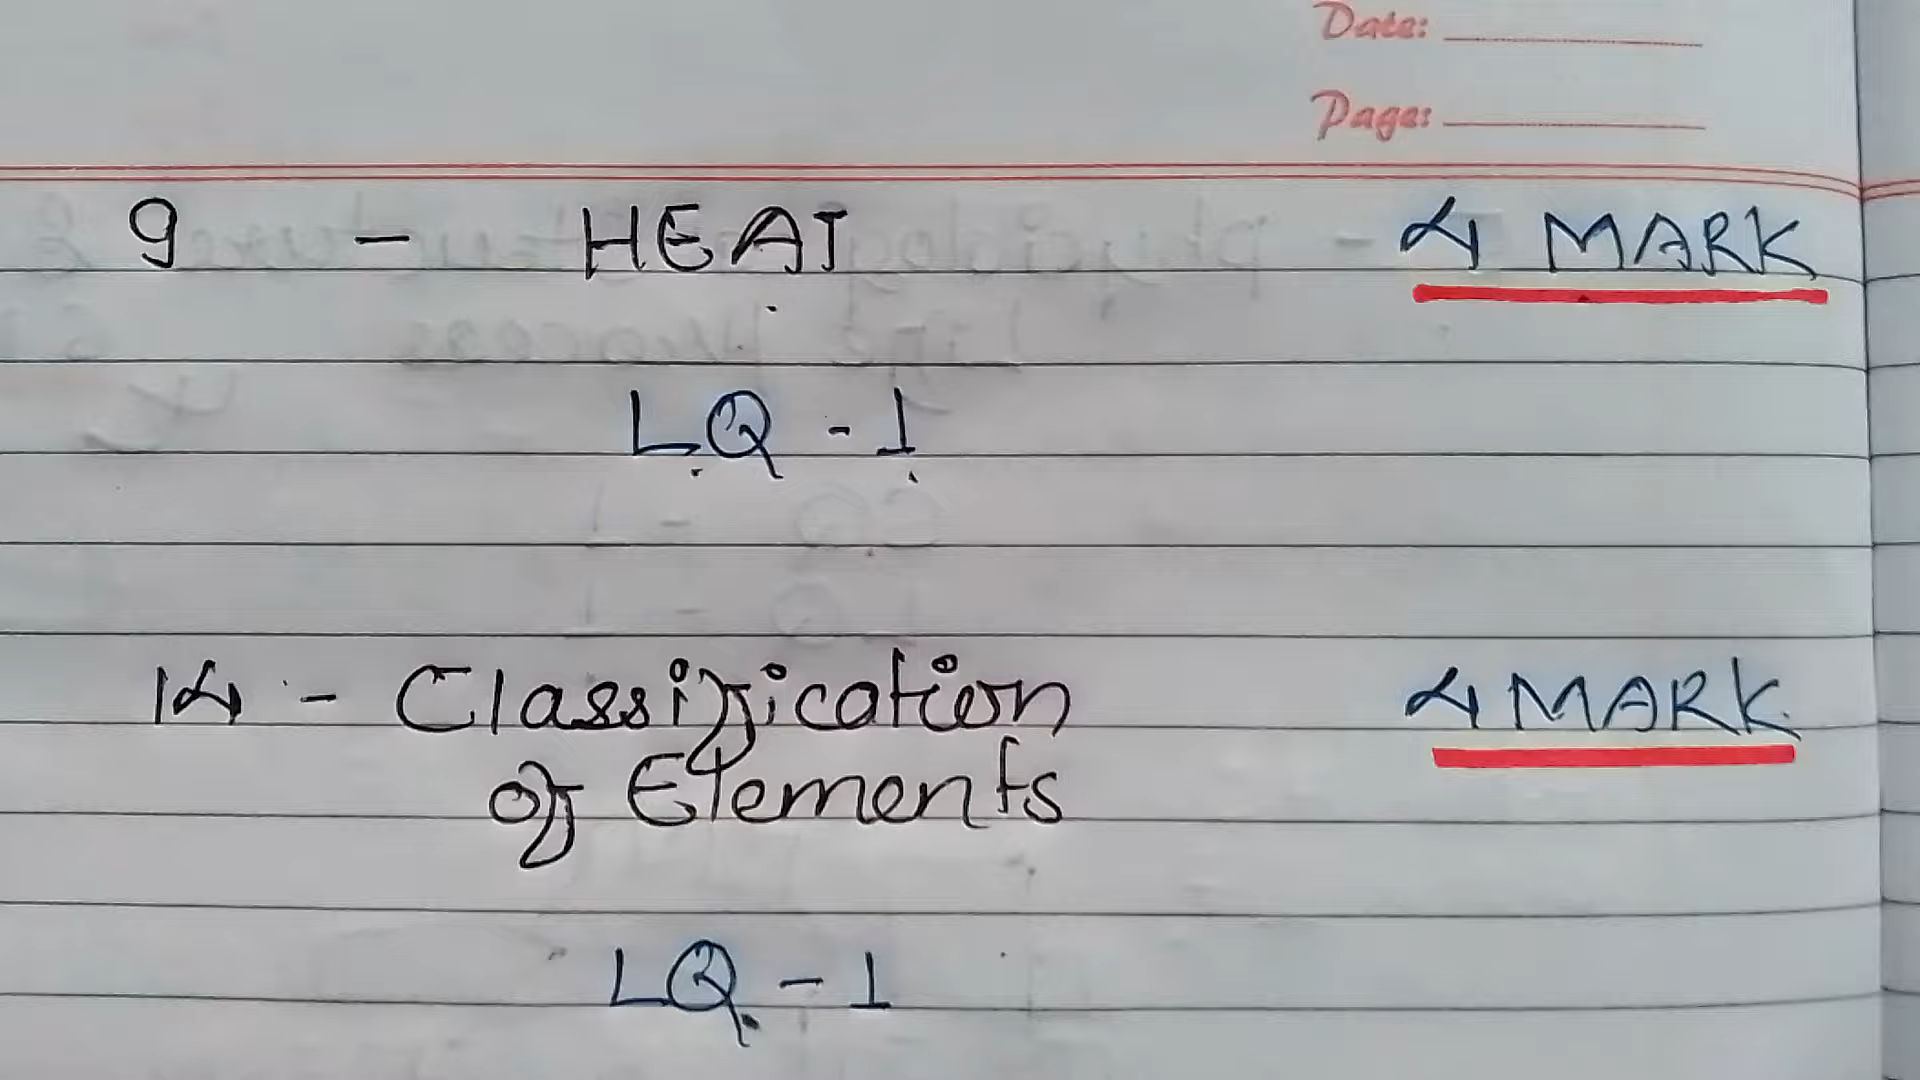 Date:
Page:
9 - HEAT 4 MARK
LQ - 1
14 - Classification 4 MARK
of Elements
LQ - 1